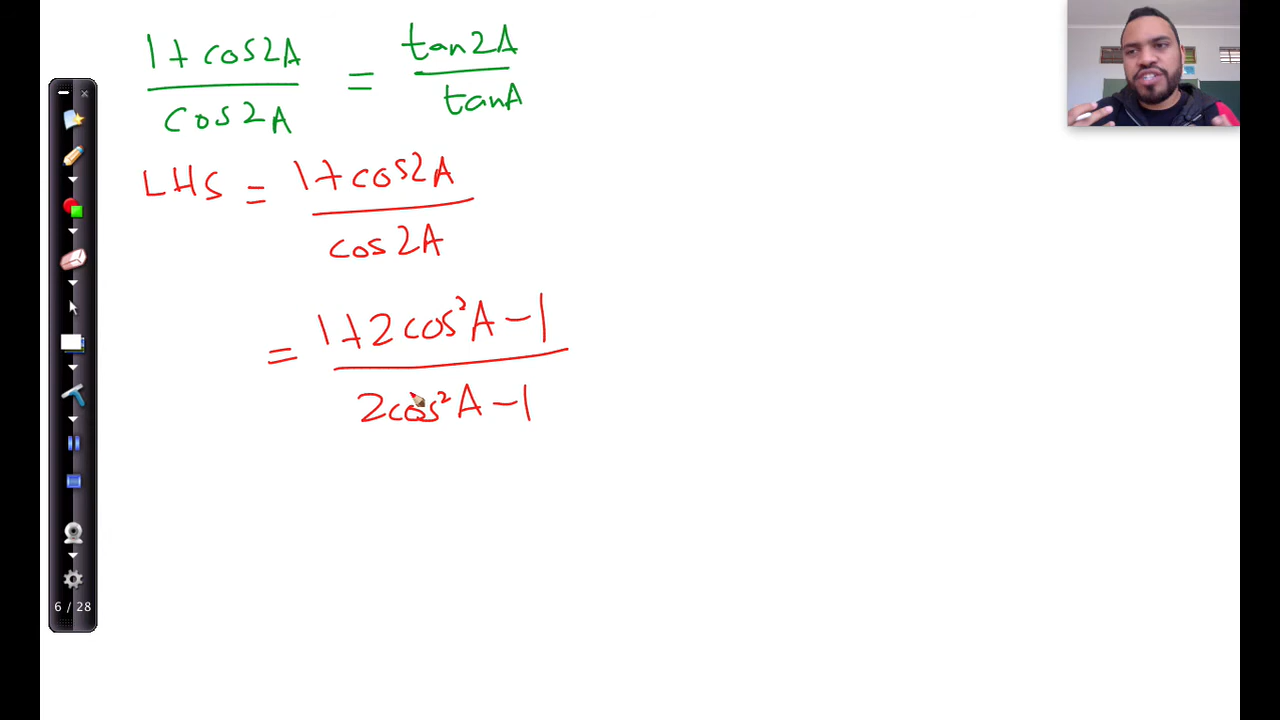 1+cos2A / cos2A = tan2A / tanA
LHS = 1+cos2A / cos2A
= 1+2cos²A-1 / 2cos²A-1
6 / 28